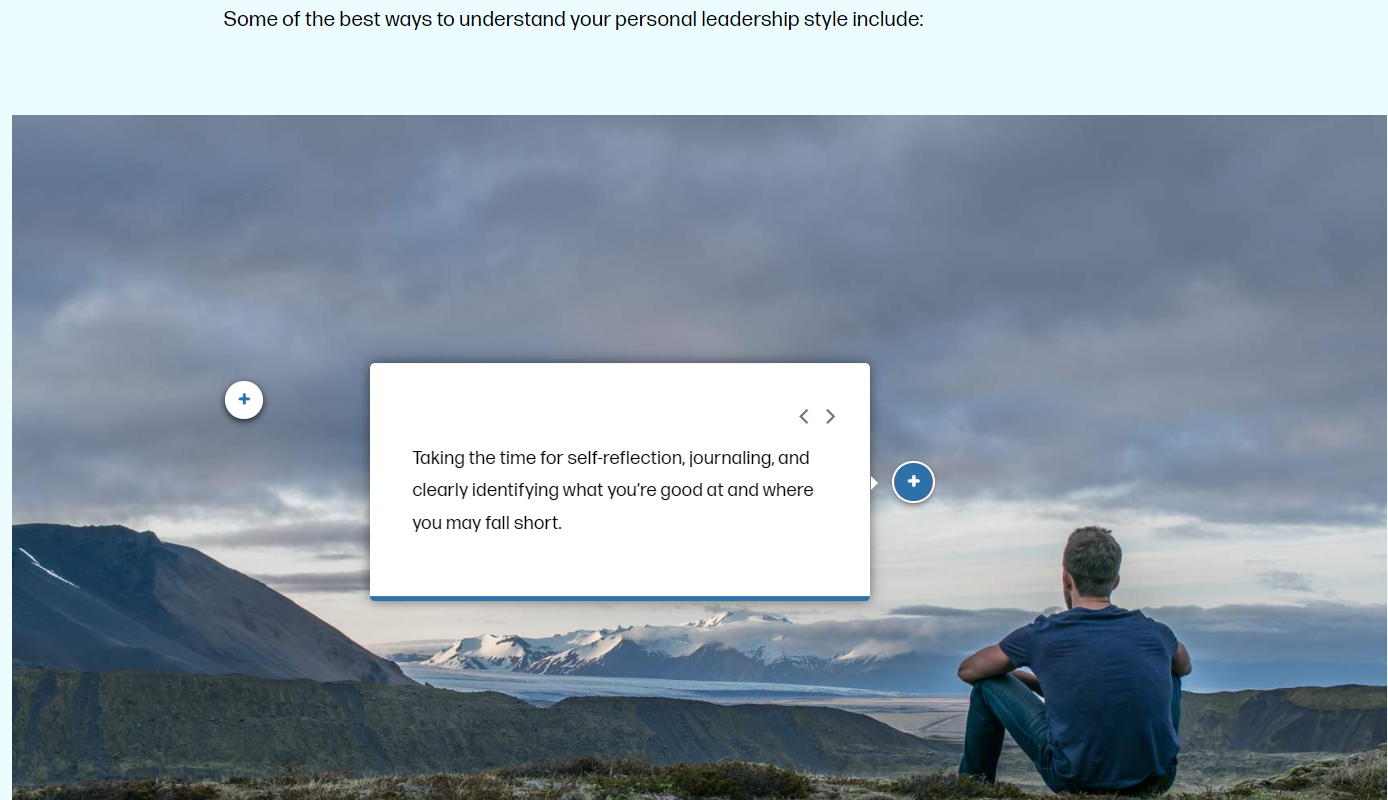 Some of the best ways to understand your personal leadership style include:
Taking the time for self-reflection, journaling, and
clearly identifying what you’re good at and where
you may fall short.